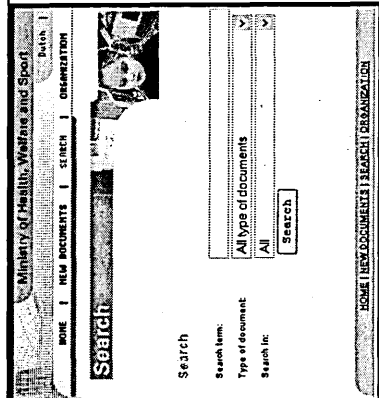 Ministry of Health, Welfare and Sport
Dutch |
HOME | NEW DOCUMENTS | SEARCH | ORGANIZATION
Search
Search
Search term:
Type of document: All type of documents
Search in: All
Search
HOME | NEW DOCUMENTS | SEARCH | ORGANIZATION